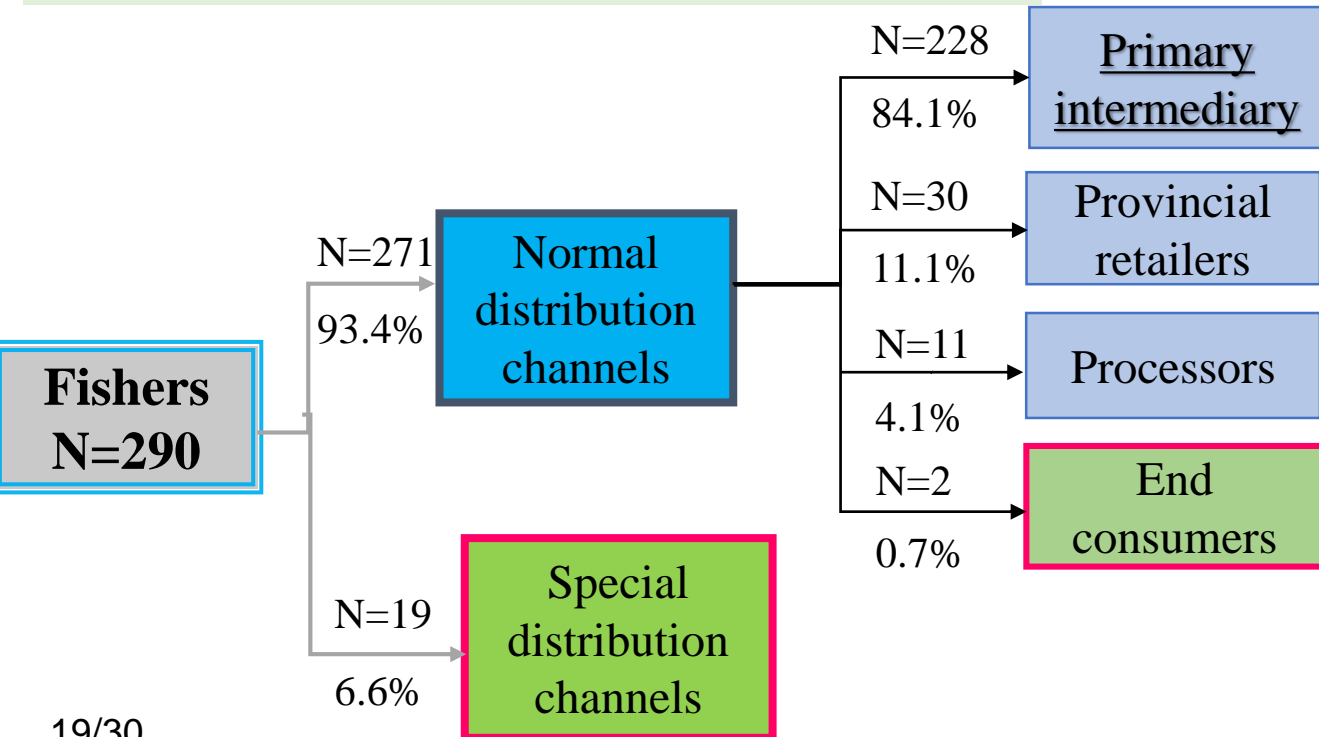 N=228
Primary
intermediary
84.1%
N=30
Provincial
retailers
11.1%
N=271
Normal
distribution
channels
93.4%
N=11
Processors
4.1%
Fishers
N=290
N=2
End
consumers
0.7%
N=19
Special
distribution
channels
6.6%
19/30